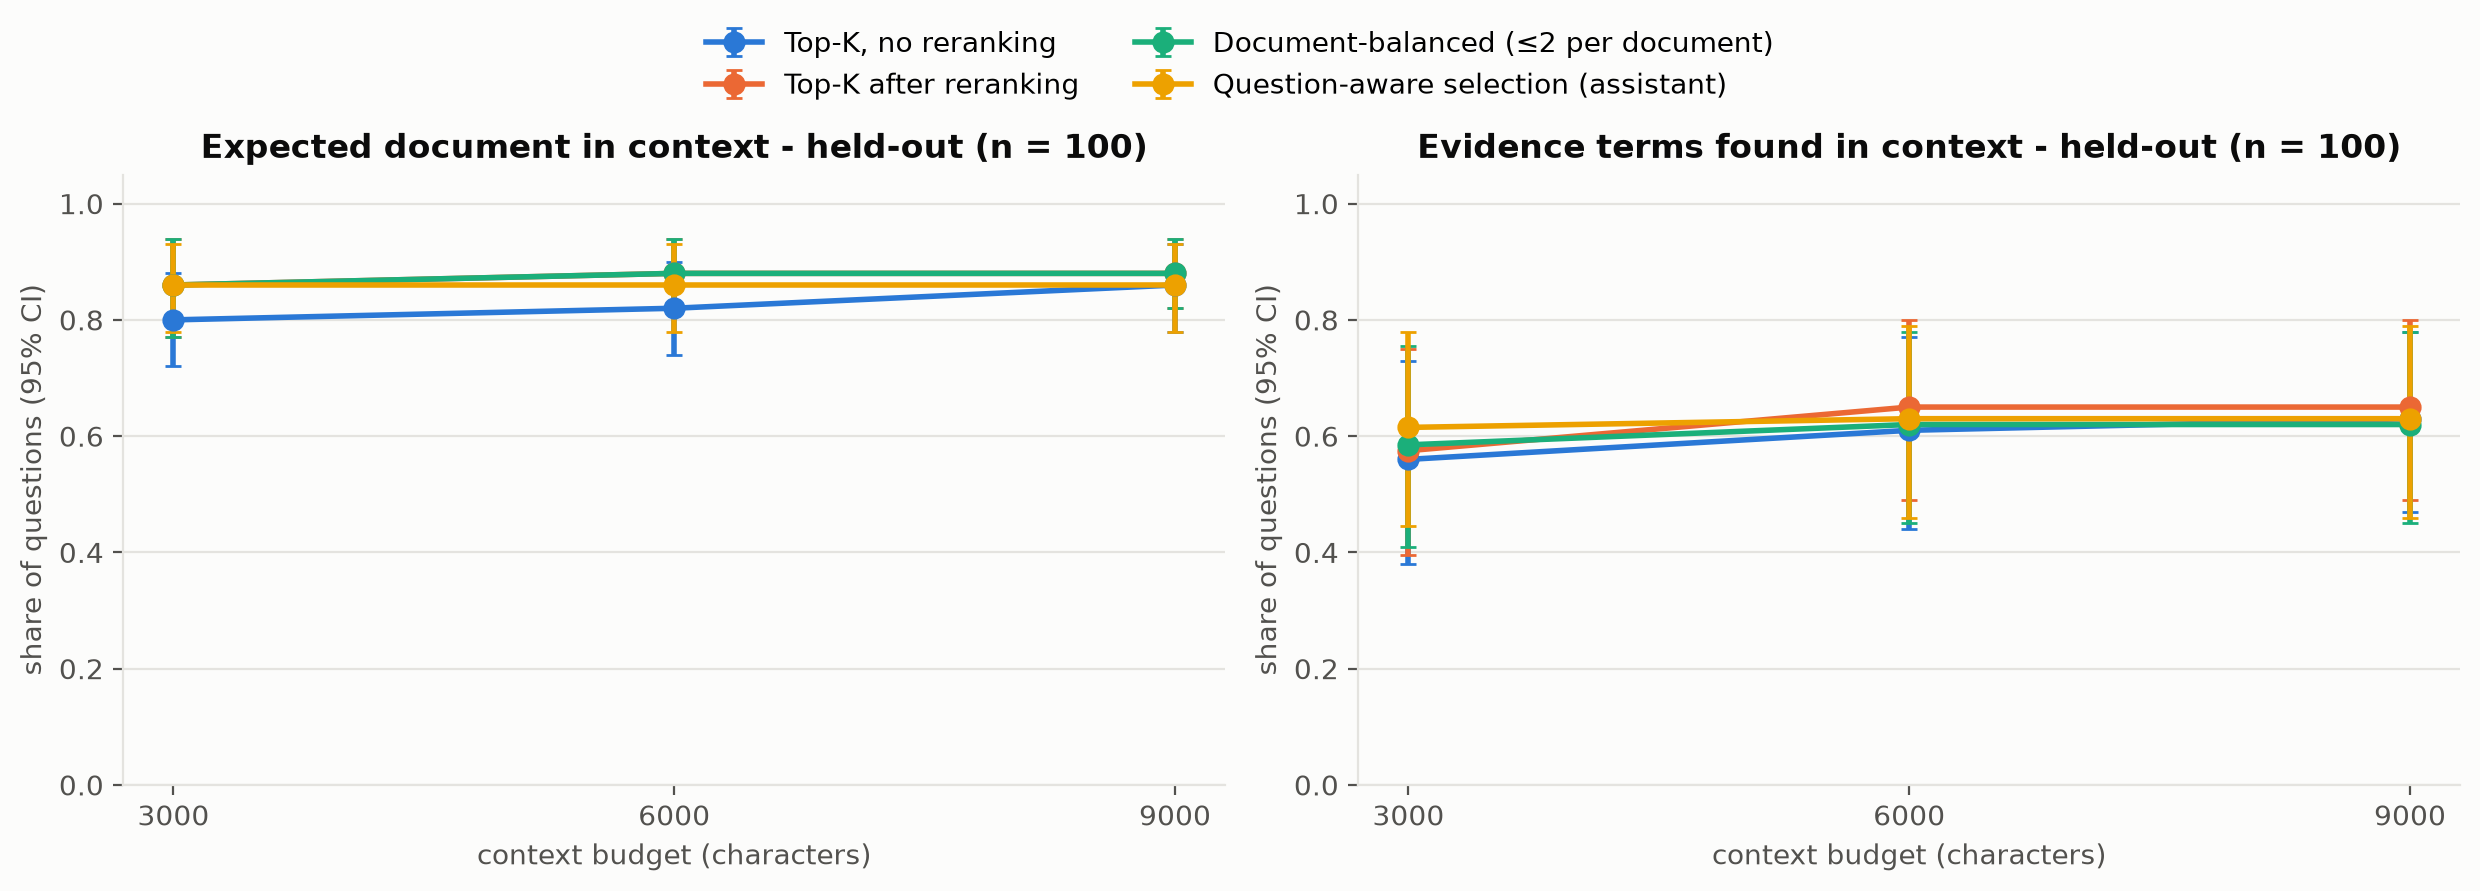 Top-K, no reranking
Top-K after reranking
Document-balanced (≤2 per document)
Question-aware selection (assistant)
Expected document in context - held-out (n = 100)
share of questions (95% CI)
1.0
0.8
0.6
0.4
0.2
0.0
3000 6000 9000
context budget (characters)
Evidence terms found in context - held-out (n = 100)
share of questions (95% CI)
1.0
0.8
0.6
0.4
0.2
0.0
3000 6000 9000
context budget (characters)